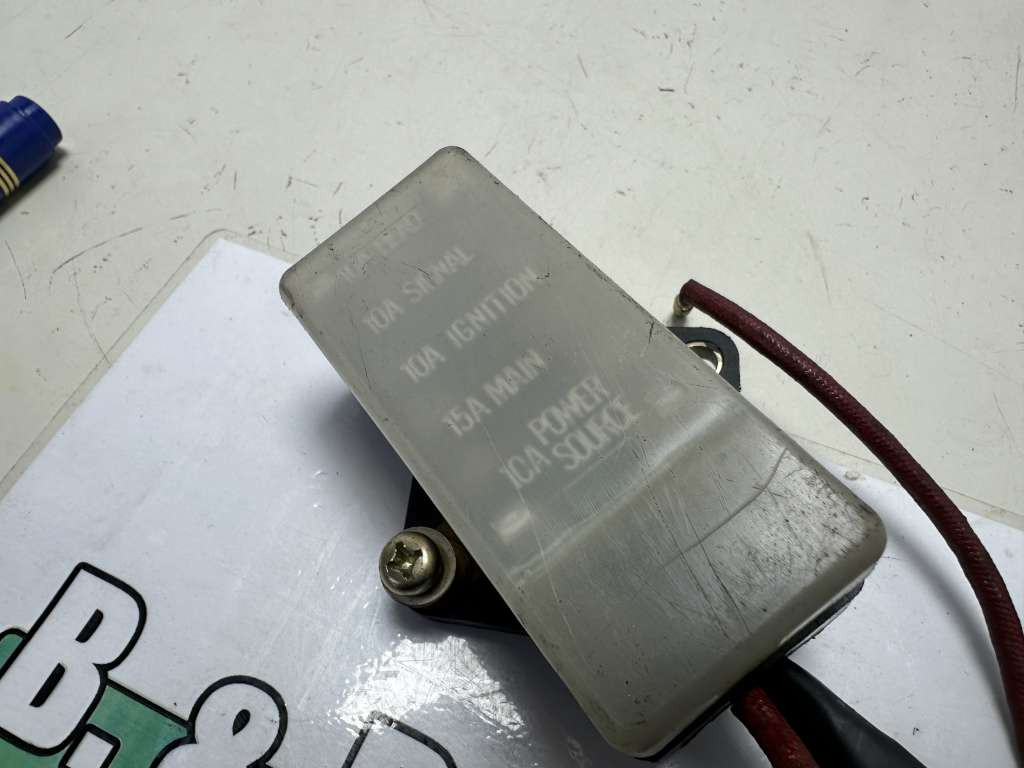 10A SIGNAL
10A IGNITION
15A MAIN
10A POWER
SOURCE
B
&